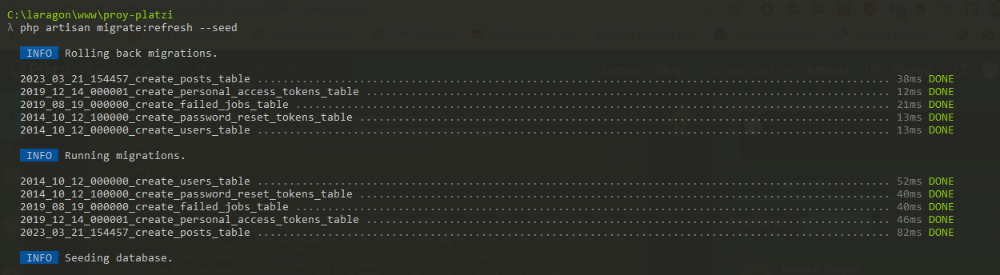 C:\laragon\www\proy-platzi
λ php artisan migrate:refresh --seed
INFO Rolling back migrations.
2023_03_21_154457_create_posts_table ................................................................................................... 38ms DONE
2019_12_14_000001_create_personal_access_tokens_table .................................................................................. 12ms DONE
2019_08_19_000000_create_failed_jobs_table ............................................................................................. 21ms DONE
2014_10_12_100000_create_password_reset_tokens_table ................................................................................... 13ms DONE
2014_10_12_000000_create_users_table ................................................................................................... 13ms DONE
INFO Running migrations.
2014_10_12_000000_create_users_table ................................................................................................... 52ms DONE
2014_10_12_100000_create_password_reset_tokens_table ................................................................................... 40ms DONE
2019_08_19_000000_create_failed_jobs_table ............................................................................................. 40ms DONE
2019_12_14_000001_create_personal_access_tokens_table .................................................................................. 46ms DONE
2023_03_21_154457_create_posts_table ................................................................................................... 82ms DONE
INFO Seeding database.